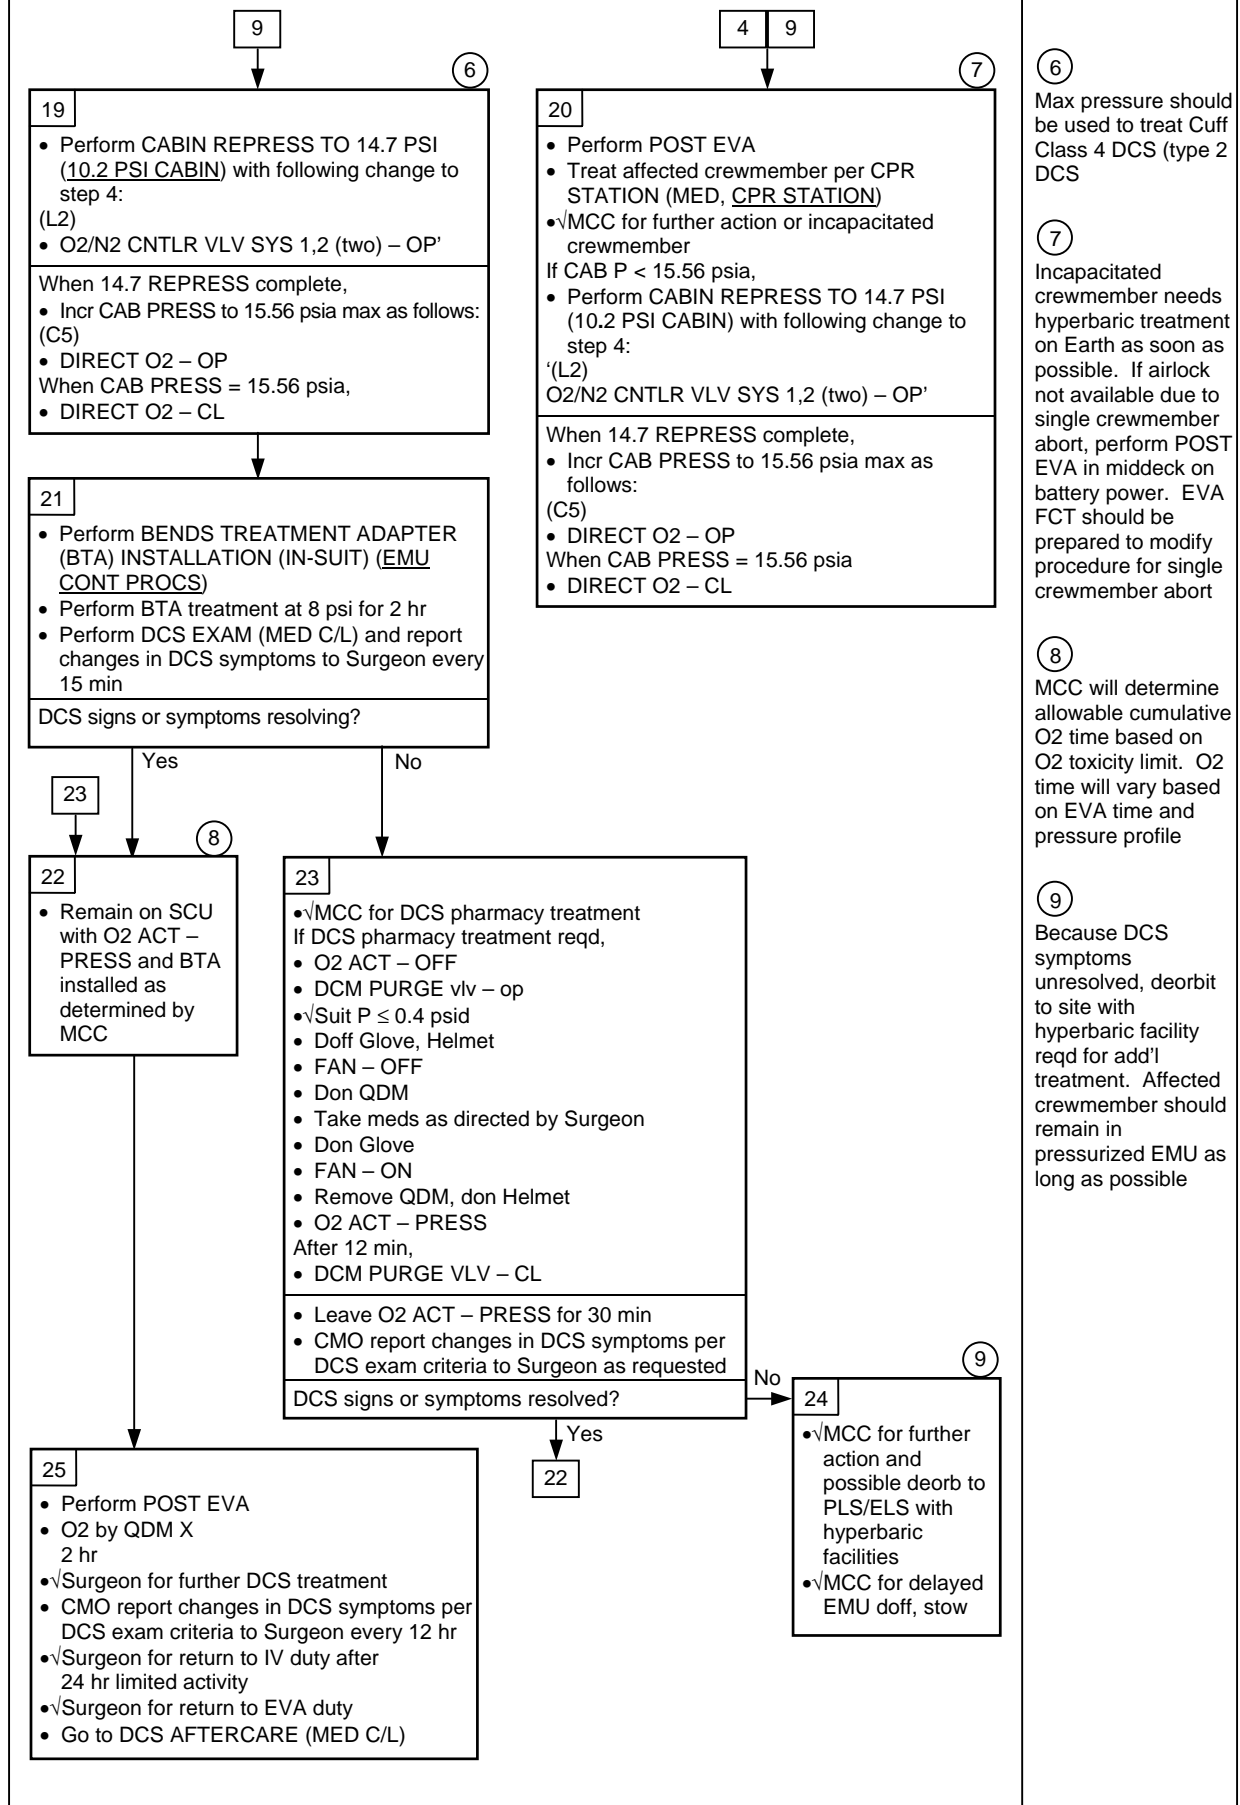 9
6
19
• Perform CABIN REPRESS TO 14.7 PSI
(10.2 PSI CABIN) with following change to
step 4:
(L2)
• O2/N2 CNTLR VLV SYS 1,2 (two) – OP’
When 14.7 REPRESS complete,
• Incr CAB PRESS to 15.56 psia max as follows:
(C5)
• DIRECT O2 – OP
When CAB PRESS = 15.56 psia,
• DIRECT O2 – CL
4 9
7
20
• Perform POST EVA
• Treat affected crewmember per CPR
STATION (MED, CPR STATION)
•√MCC for further action or incapacitated
crewmember
If CAB P < 15.56 psia,
• Perform CABIN REPRESS TO 14.7 PSI
(10.2 PSI CABIN) with following change to
step 4:
‘(L2)
O2/N2 CNTLR VLV SYS 1,2 (two) – OP’
When 14.7 REPRESS complete,
• Incr CAB PRESS to 15.56 psia max as
follows:
(C5)
• DIRECT O2 – OP
When CAB PRESS = 15.56 psia
• DIRECT O2 – CL
21
• Perform BENDS TREATMENT ADAPTER
(BTA) INSTALLATION (IN-SUIT) (EMU
CONT PROCS)
• Perform BTA treatment at 8 psi for 2 hr
• Perform DCS EXAM (MED C/L) and report
changes in DCS symptoms to Surgeon every
15 min
DCS signs or symptoms resolving?
Yes
No
23
8
22
• Remain on SCU
with O2 ACT –
PRESS and BTA
installed as
determined by
MCC
23
•√MCC for DCS pharmacy treatment
If DCS pharmacy treatment reqd,
• O2 ACT – OFF
• DCM PURGE vlv – op
•√Suit P ≤ 0.4 psid
• Doff Glove, Helmet
• FAN – OFF
• Don QDM
• Take meds as directed by Surgeon
• Don Glove
• FAN – ON
• Remove QDM, don Helmet
• O2 ACT – PRESS
After 12 min,
• DCM PURGE VLV – CL
• Leave O2 ACT – PRESS for 30 min
• CMO report changes in DCS symptoms per
DCS exam criteria to Surgeon as requested
DCS signs or symptoms resolved?
No
Yes
22
9
24
•√MCC for further
action and
possible deorb to
PLS/ELS with
hyperbaric
facilities
•√MCC for delayed
EMU doff, stow
25
• Perform POST EVA
• O2 by QDM X
2 hr
•√Surgeon for further DCS treatment
• CMO report changes in DCS symptoms per
DCS exam criteria to Surgeon every 12 hr
•√Surgeon for return to IV duty after
24 hr limited activity
•√Surgeon for return to EVA duty
• Go to DCS AFTERCARE (MED C/L)
6
Max pressure should
be used to treat Cuff
Class 4 DCS (type 2
DCS
7
Incapacitated
crewmember needs
hyperbaric treatment
on Earth as soon as
possible. If airlock
not available due to
single crewmember
abort, perform POST
EVA in middeck on
battery power. EVA
FCT should be
prepared to modify
procedure for single
crewmember abort
8
MCC will determine
allowable cumulative
O2 time based on
O2 toxicity limit. O2
time will vary based
on EVA time and
pressure profile
9
Because DCS
symptoms
unresolved, deorbit
to site with
hyperbaric facility
reqd for add’l
treatment. Affected
crewmember should
remain in
pressurized EMU as
long as possible